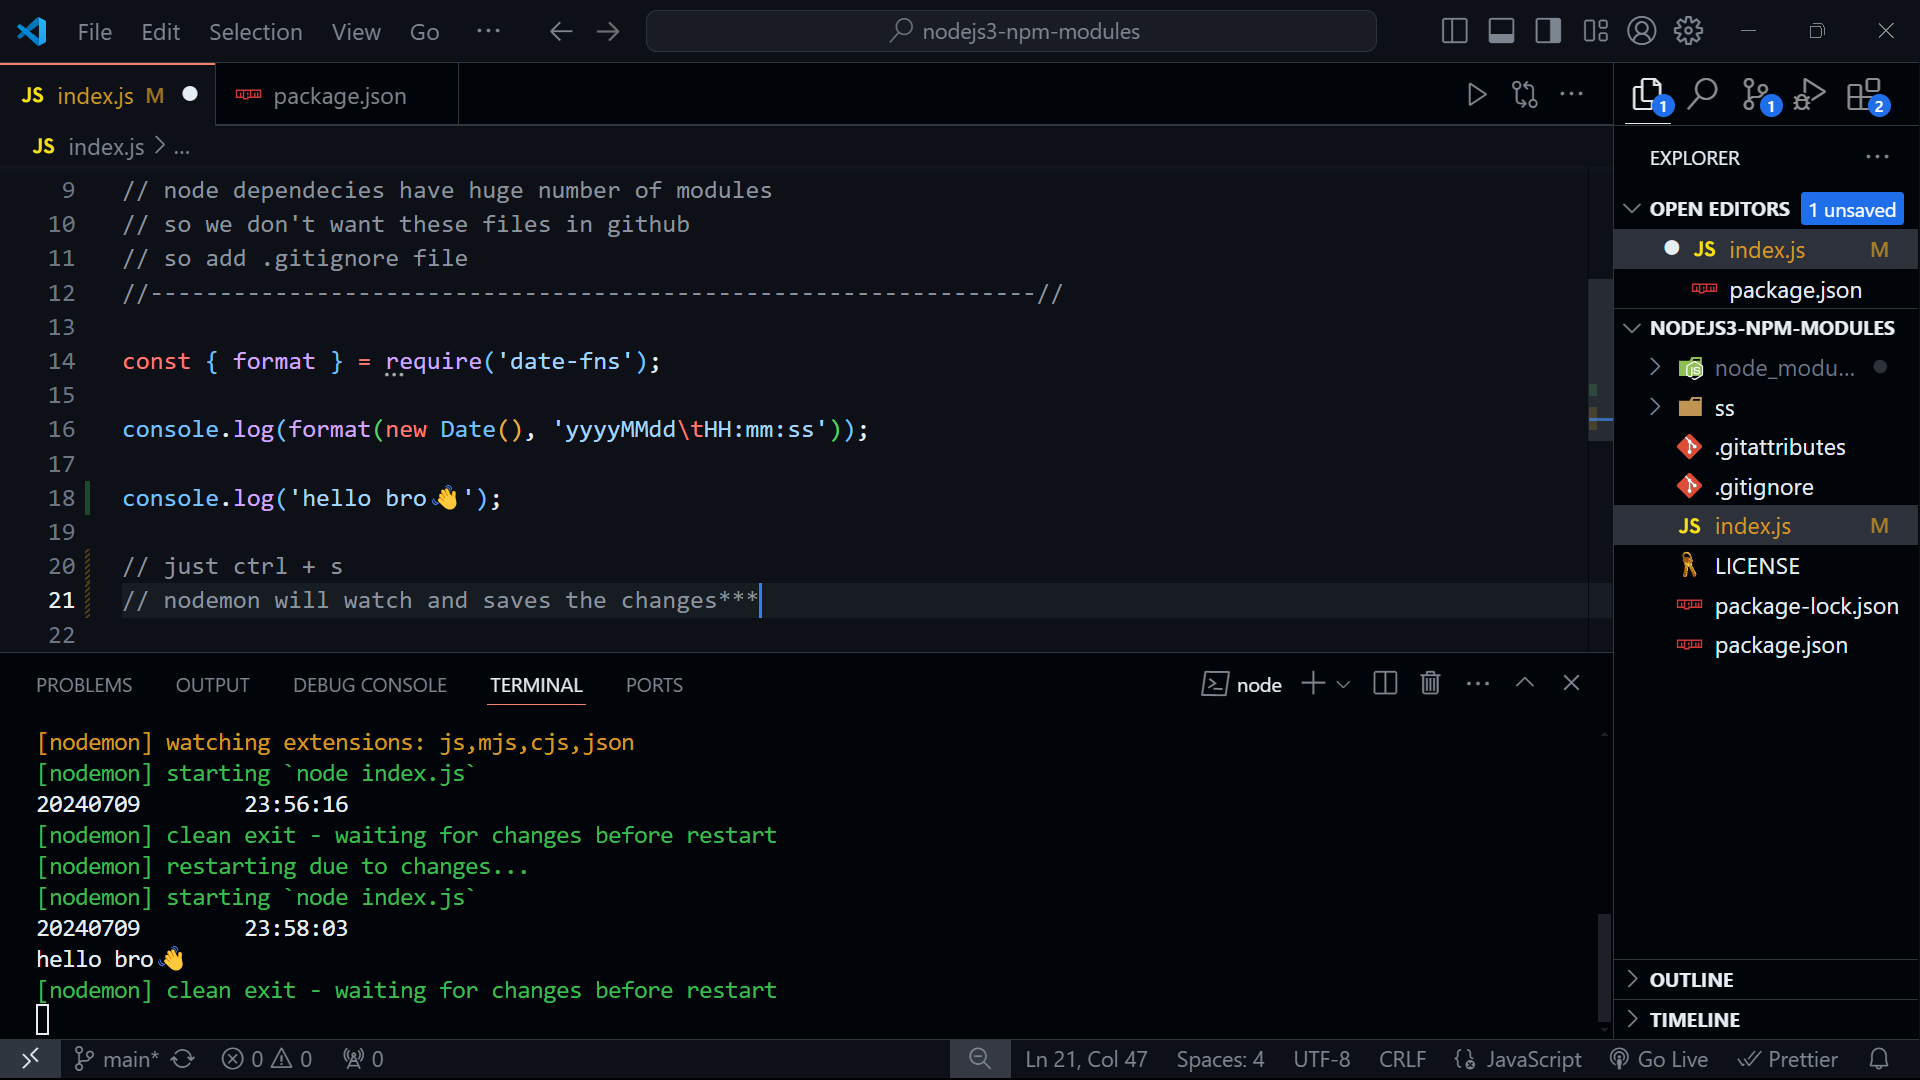 File Edit Selection View Go ··· nodejs3-npm-modules
JS index.js M package.json
JS index.js > ...
9 // node dependecies have huge number of modules
10 // so we don't want these files in github
11 // so add .gitignore file
12 //----------------------------------------------------------------//
13
14 const { format } = require('date-fns');
15
16 console.log(format(new Date(), 'yyyyMMdd\tHH:mm:ss'));
17
18 console.log('hello bro👋');
19
20 // just ctrl + s
21 // nodemon will watch and saves the changes***
22
PROBLEMS OUTPUT DEBUG CONSOLE TERMINAL PORTS node
[nodemon] watching extensions: js,mjs,cjs,json
[nodemon] starting `node index.js`
20240709 23:56:16
[nodemon] clean exit - waiting for changes before restart
[nodemon] restarting due to changes...
[nodemon] starting `node index.js`
20240709 23:58:03
hello bro👋
[nodemon] clean exit - waiting for changes before restart
1 1 2
EXPLORER
OPEN EDITORS 1 unsaved
JS index.js M
package.json
NODEJS3-NPM-MODULES
node_modu...
ss
.gitattributes
.gitignore
JS index.js M
LICENSE
package-lock.json
package.json
OUTLINE
TIMELINE
main* 0 0 0 Ln 21, Col 47 Spaces: 4 UTF-8 CRLF JavaScript Go Live Prettier